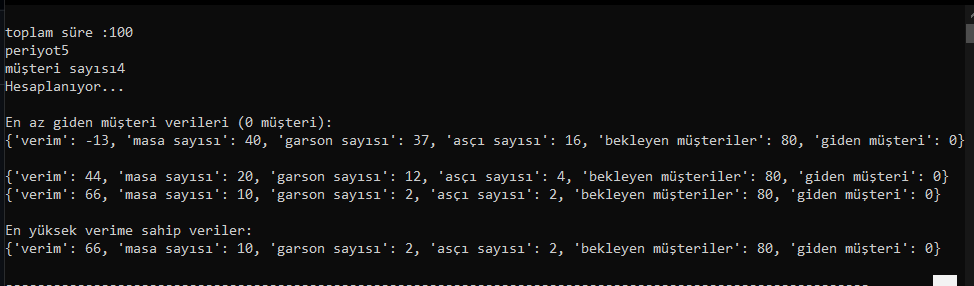 toplam süre :100
periyot5
müşteri sayısı4
Hesaplanıyor...
En az giden müşteri verileri (0 müşteri):
{'verim': -13, 'masa sayısı': 40, 'garson sayısı': 37, 'asçı sayısı': 16, 'bekleyen müşteriler': 80, 'giden müşteri': 0}
{'verim': 44, 'masa sayısı': 20, 'garson sayısı': 12, 'asçı sayısı': 4, 'bekleyen müşteriler': 80, 'giden müşteri': 0}
{'verim': 66, 'masa sayısı': 10, 'garson sayısı': 2, 'asçı sayısı': 2, 'bekleyen müşteriler': 80, 'giden müşteri': 0}
En yüksek verime sahip veriler:
{'verim': 66, 'masa sayısı': 10, 'garson sayısı': 2, 'asçı sayısı': 2, 'bekleyen müşteriler': 80, 'giden müşteri': 0}